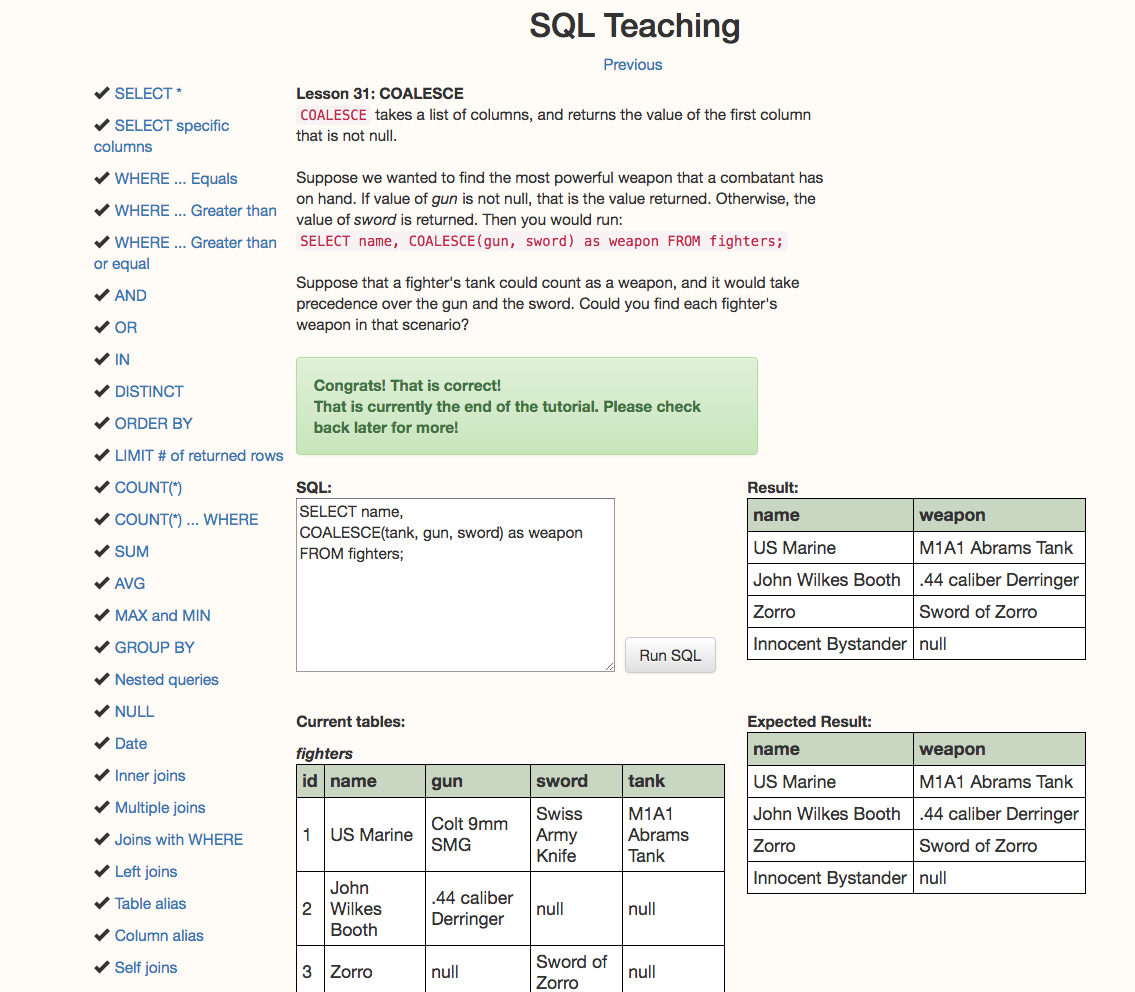 SQL Teaching
Previous
✔ SELECT *
✔ SELECT specific
columns
✔ WHERE ... Equals
✔ WHERE ... Greater than
✔ WHERE ... Greater than
or equal
✔ AND
✔ OR
✔ IN
✔ DISTINCT
✔ ORDER BY
✔ LIMIT # of returned rows
✔ COUNT(*)
✔ COUNT(*) ... WHERE
✔ SUM
✔ AVG
✔ MAX and MIN
✔ GROUP BY
✔ Nested queries
✔ NULL
✔ Date
✔ Inner joins
✔ Multiple joins
✔ Joins with WHERE
✔ Left joins
✔ Table alias
✔ Column alias
✔ Self joins
Lesson 31: COALESCE
COALESCE takes a list of columns, and returns the value of the first column
that is not null.
Suppose we wanted to find the most powerful weapon that a combatant has
on hand. If value of gun is not null, that is the value returned. Otherwise, the
value of sword is returned. Then you would run:
SELECT name, COALESCE(gun, sword) as weapon FROM fighters;
Suppose that a fighter's tank could count as a weapon, and it would take
precedence over the gun and the sword. Could you find each fighter's
weapon in that scenario?
Congrats! That is correct!
That is currently the end of the tutorial. Please check
back later for more!
SQL:
SELECT name,
COALESCE(tank, gun, sword) as weapon
FROM fighters;
Run SQL
Result:
name weapon
US Marine M1A1 Abrams Tank
John Wilkes Booth .44 caliber Derringer
Zorro Sword of Zorro
Innocent Bystander null
Current tables:
fighters
id name gun sword tank
1 US Marine Colt 9mm SMG Swiss Army Knife M1A1 Abrams Tank
2 John Wilkes Booth .44 caliber Derringer null null
3 Zorro null Sword of Zorro null
Expected Result:
name weapon
US Marine M1A1 Abrams Tank
John Wilkes Booth .44 caliber Derringer
Zorro Sword of Zorro
Innocent Bystander null